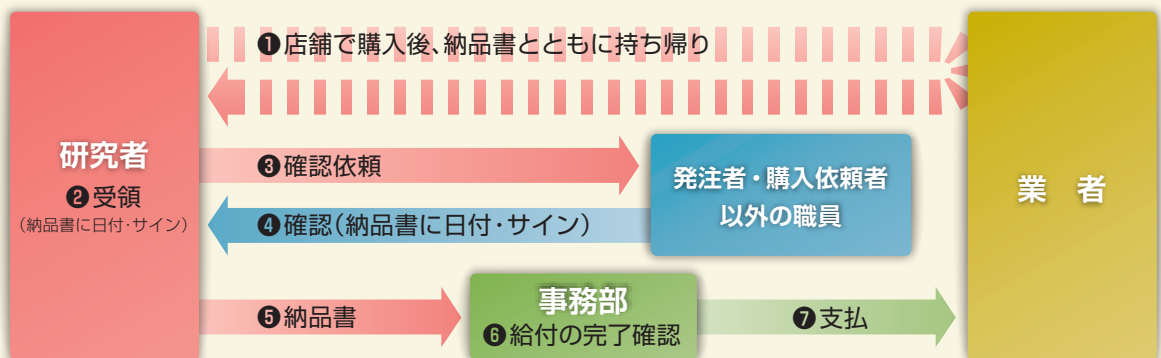 ❶店舗で購入後、納品書とともに持ち帰り
研究者
❷受領
(納品書に日付・サイン)
❸確認依頼
❹確認(納品書に日付・サイン)
発注者・購入依頼者
以外の職員
業 者
❺納品書
事務部
❻給付の完了確認
❼支払